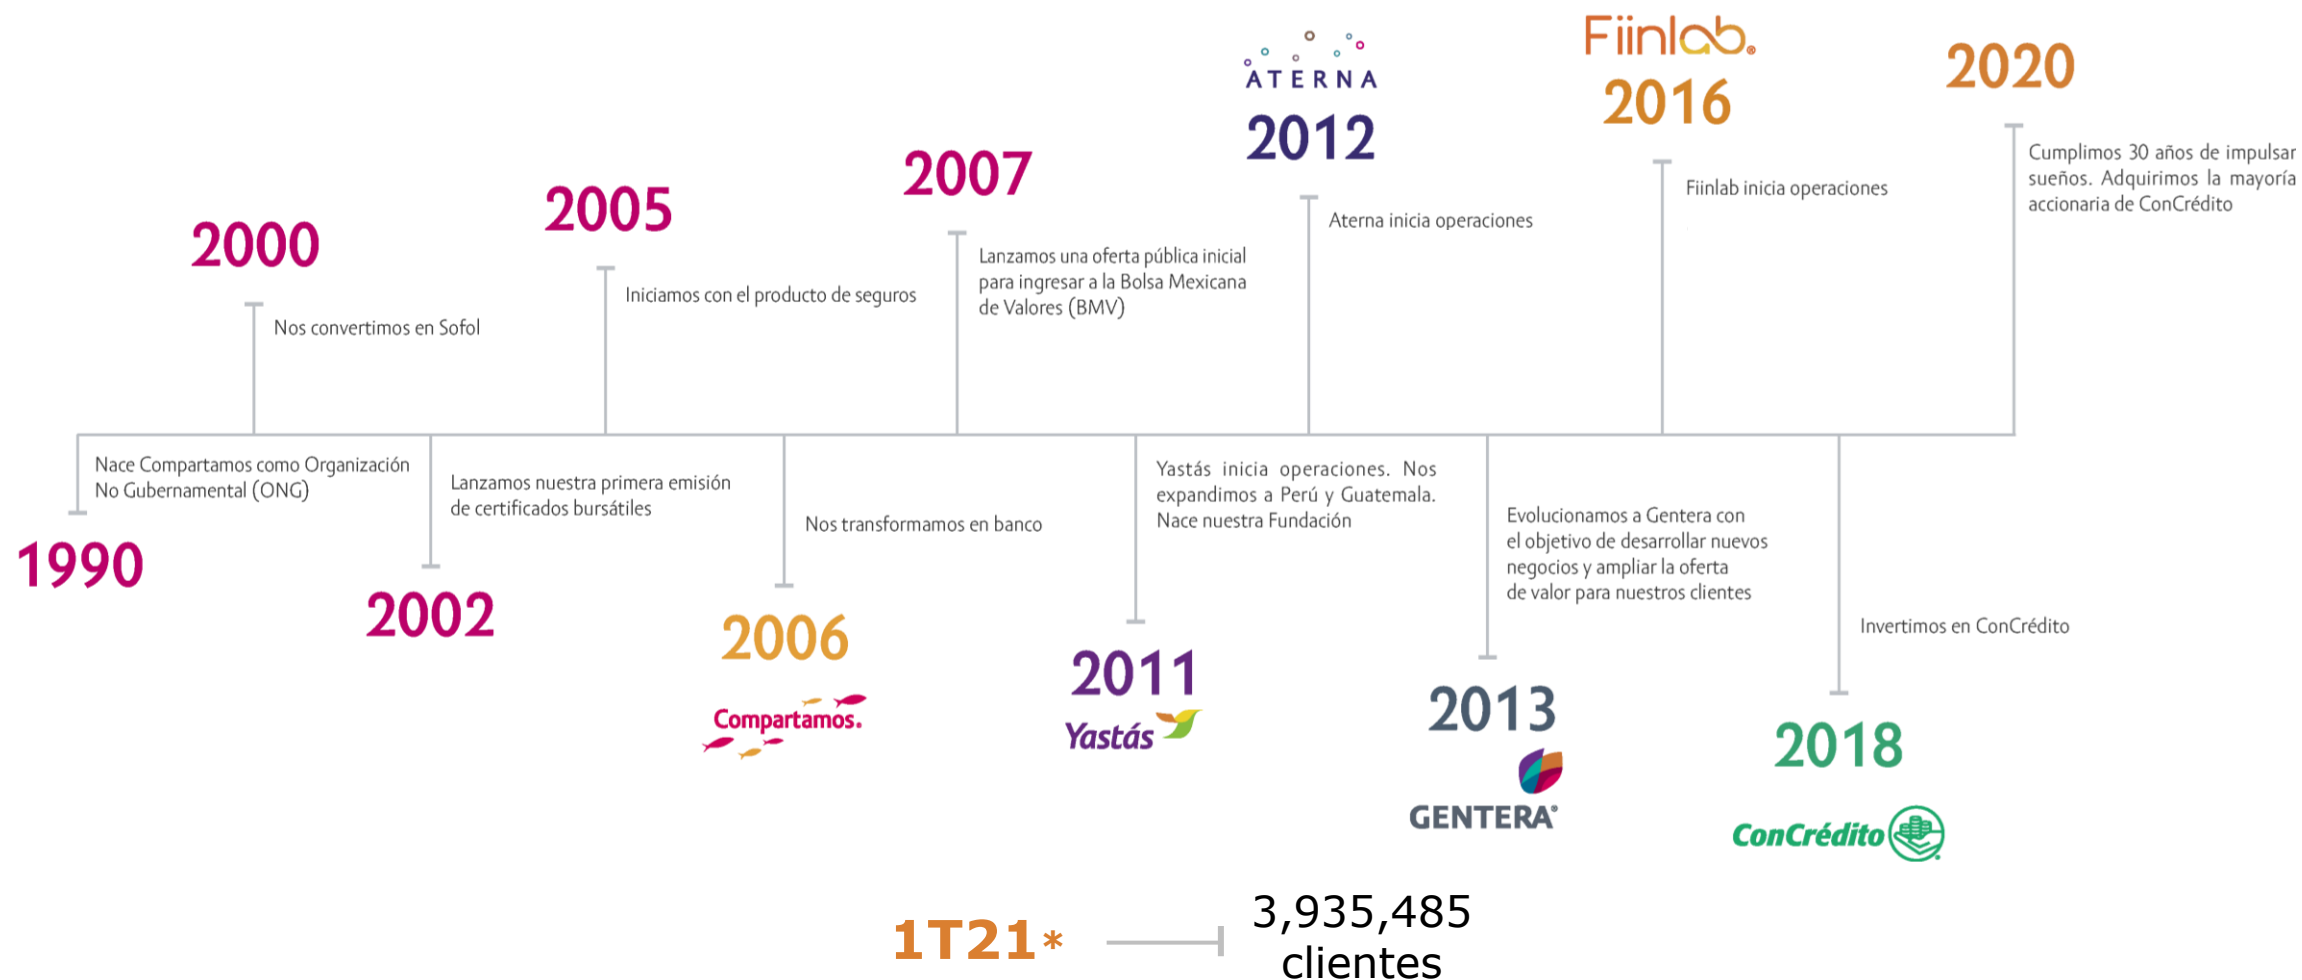 1990
Nace Compartamos como Organización
No Gubernamental (ONG)
2000
Nos convertimos en Sofol
2002
Lanzamos nuestra primera emisión
de certificados bursátiles
2005
Iniciamos con el producto de seguros
2006
Nos transformamos en banco
Compartamos.
2007
Lanzamos una oferta pública inicial
para ingresar a la Bolsa Mexicana
de Valores (BMV)
2011
Yastás inicia operaciones. Nos
expandimos a Perú y Guatemala.
Nace nuestra Fundación
Yastás
ATERNA
2012
Aterna inicia operaciones
2013
Evolucionamos a Gentera con
el objetivo de desarrollar nuevos
negocios y ampliar la oferta
de valor para nuestros clientes
GENTERA®
Fiinlab®
2016
Fiinlab inicia operaciones
2018
Invertimos en ConCrédito
ConCrédito
2020
Cumplimos 30 años de impulsar
sueños. Adquirimos la mayoría
accionaria de ConCrédito
1T21*
3,935,485
clientes